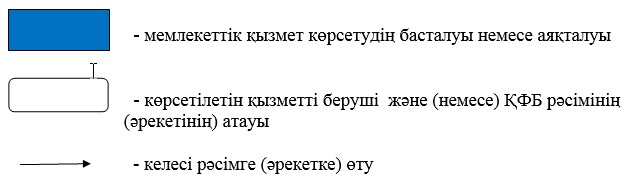 - мемлекеттік қызмет көрсетудің басталуы немесе аяқталуы
- көрсетілетін қызметті беруші және (немесе) ҚФБ рәсімінің
(әрекетінің) атауы
- келесі рәсімге (әрекетке) өту